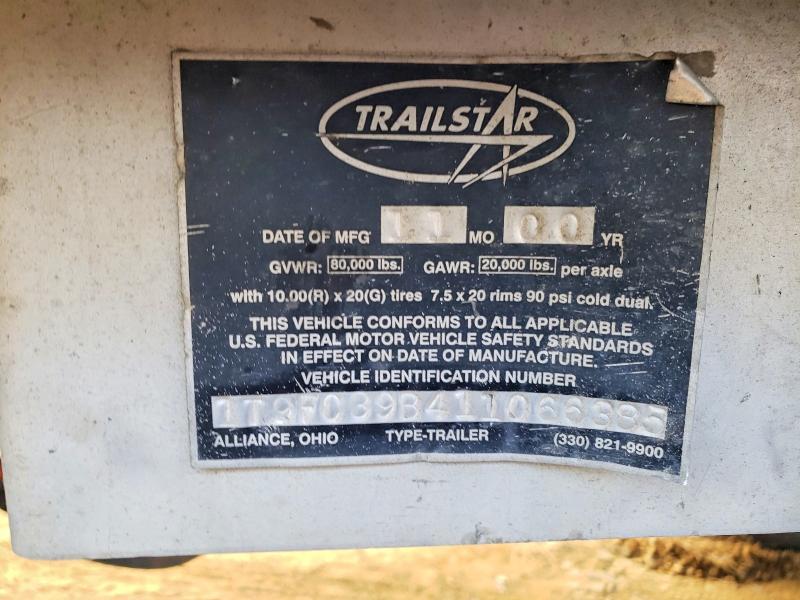 TRAILSTAR
DATE OF MFG 11 MO 00 YR
GVWR: 80,000 lbs. GAWR: 20,000 lbs. per axle
with 10.00(R) x 20(G) tires 7.5 x 20 rims 90 psi cold dual.
THIS VEHICLE CONFORMS TO ALL APPLICABLE
U.S. FEDERAL MOTOR VEHICLE SAFETY STANDARDS
IN EFFECT ON DATE OF MANUFACTURE.
VEHICLE IDENTIFICATION NUMBER
1T9FC39B411066385
ALLIANCE, OHIO TYPE-TRAILER (330) 821-9900